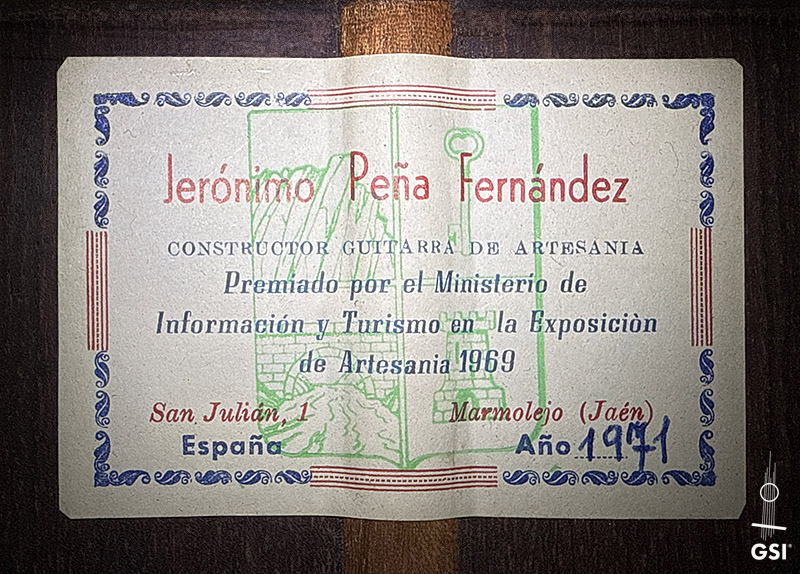 Jerónimo Peña Fernández
CONSTRUCTOR GUITARRA DE ARTESANIA
Premiado por el Ministerio de
Información y Turismo en la Exposiciòn
de Artesania 1969
San Julián, 1 Marmolejo (Jaén)
España Año 1971
GSI